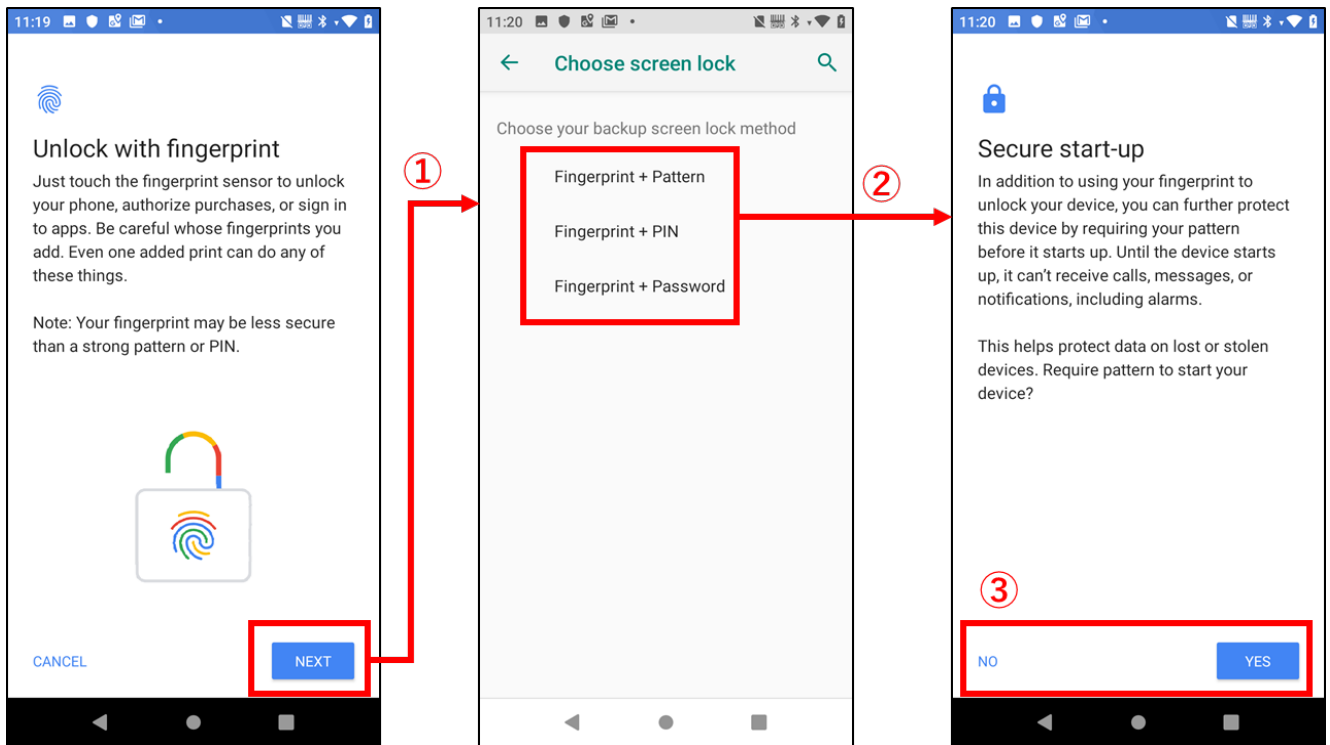 11:19
Unlock with fingerprint
Just touch the fingerprint sensor to unlock
your phone, authorize purchases, or sign in
to apps. Be careful whose fingerprints you
add. Even one added print can do any of
these things.
Note: Your fingerprint may be less secure
than a strong pattern or PIN.
CANCEL
NEXT
①
11:20
Choose screen lock
Choose your backup screen lock method
Fingerprint + Pattern
Fingerprint + PIN
Fingerprint + Password
②
11:20
Secure start-up
In addition to using your fingerprint to
unlock your device, you can further protect
this device by requiring your pattern
before it starts up. Until the device starts
up, it can’t receive calls, messages, or
notifications, including alarms.
This helps protect data on lost or stolen
devices. Require pattern to start your
device?
③
NO
YES